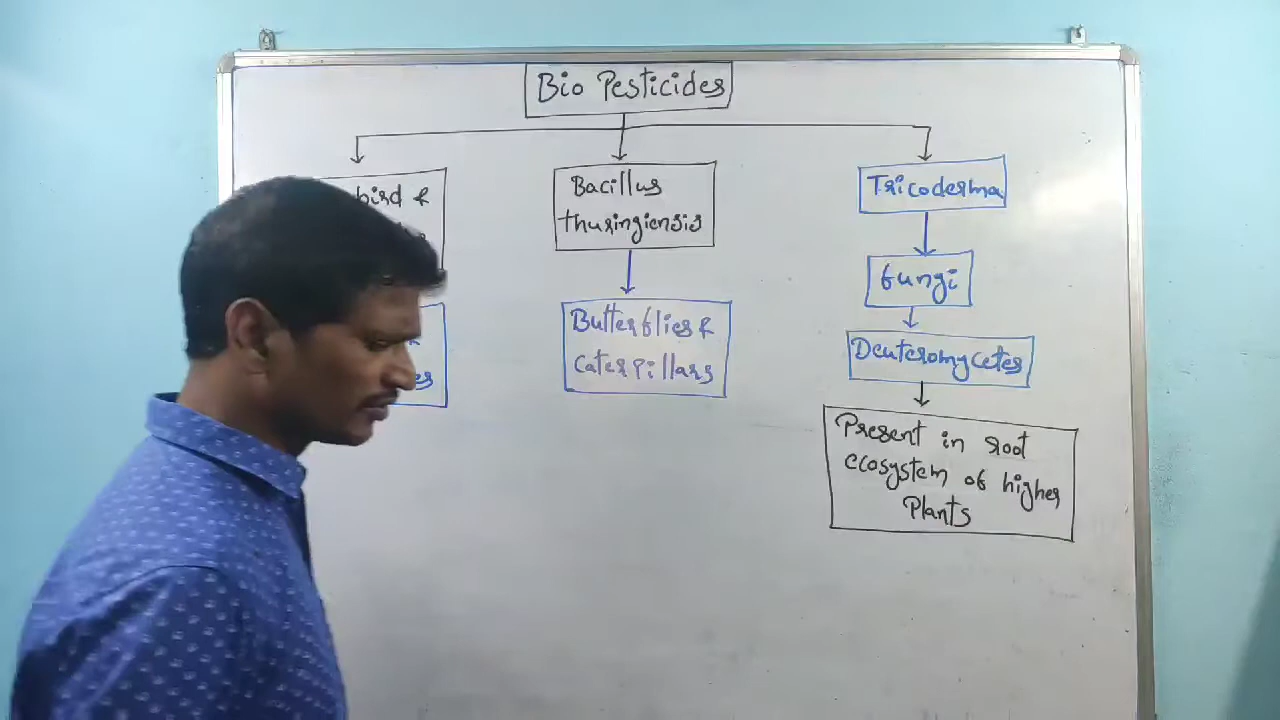 Bio Pesticides
bird &
Bacillus
thuringiensis
Butterflies &
Caterpillars
Tricoderma
fungi
Deuteromycetes
Present in root
ecosystem of higher
Plants